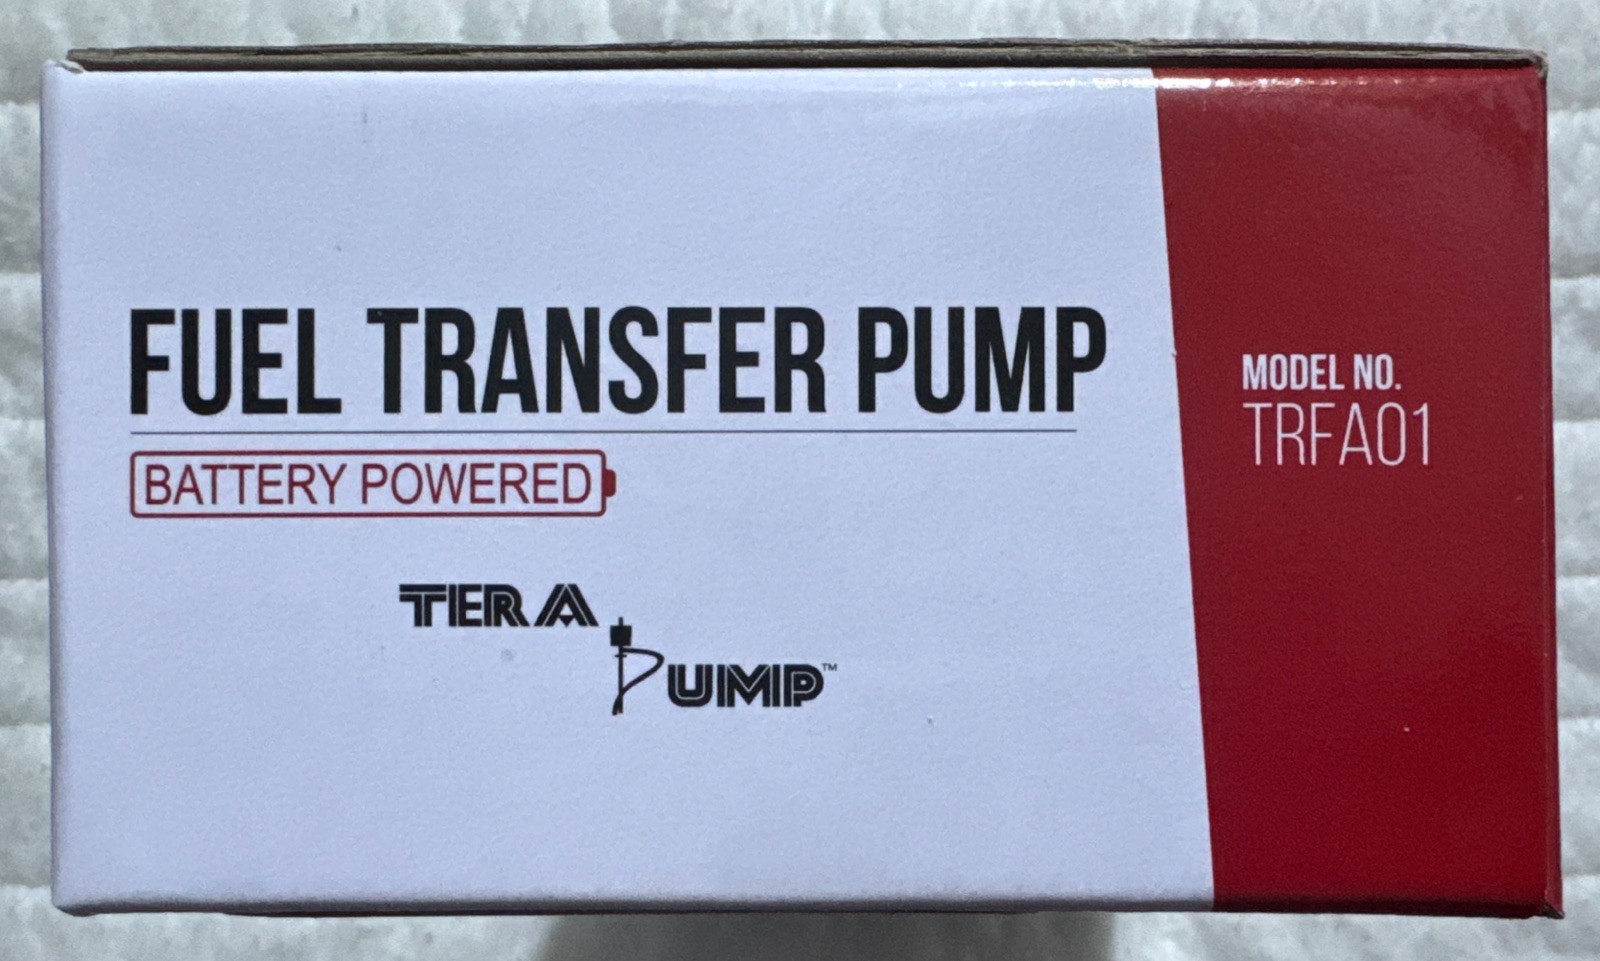 FUEL TRANSFER PUMP
BATTERY POWERED
TERA
PUMP™
MODEL NO.
TRFA01